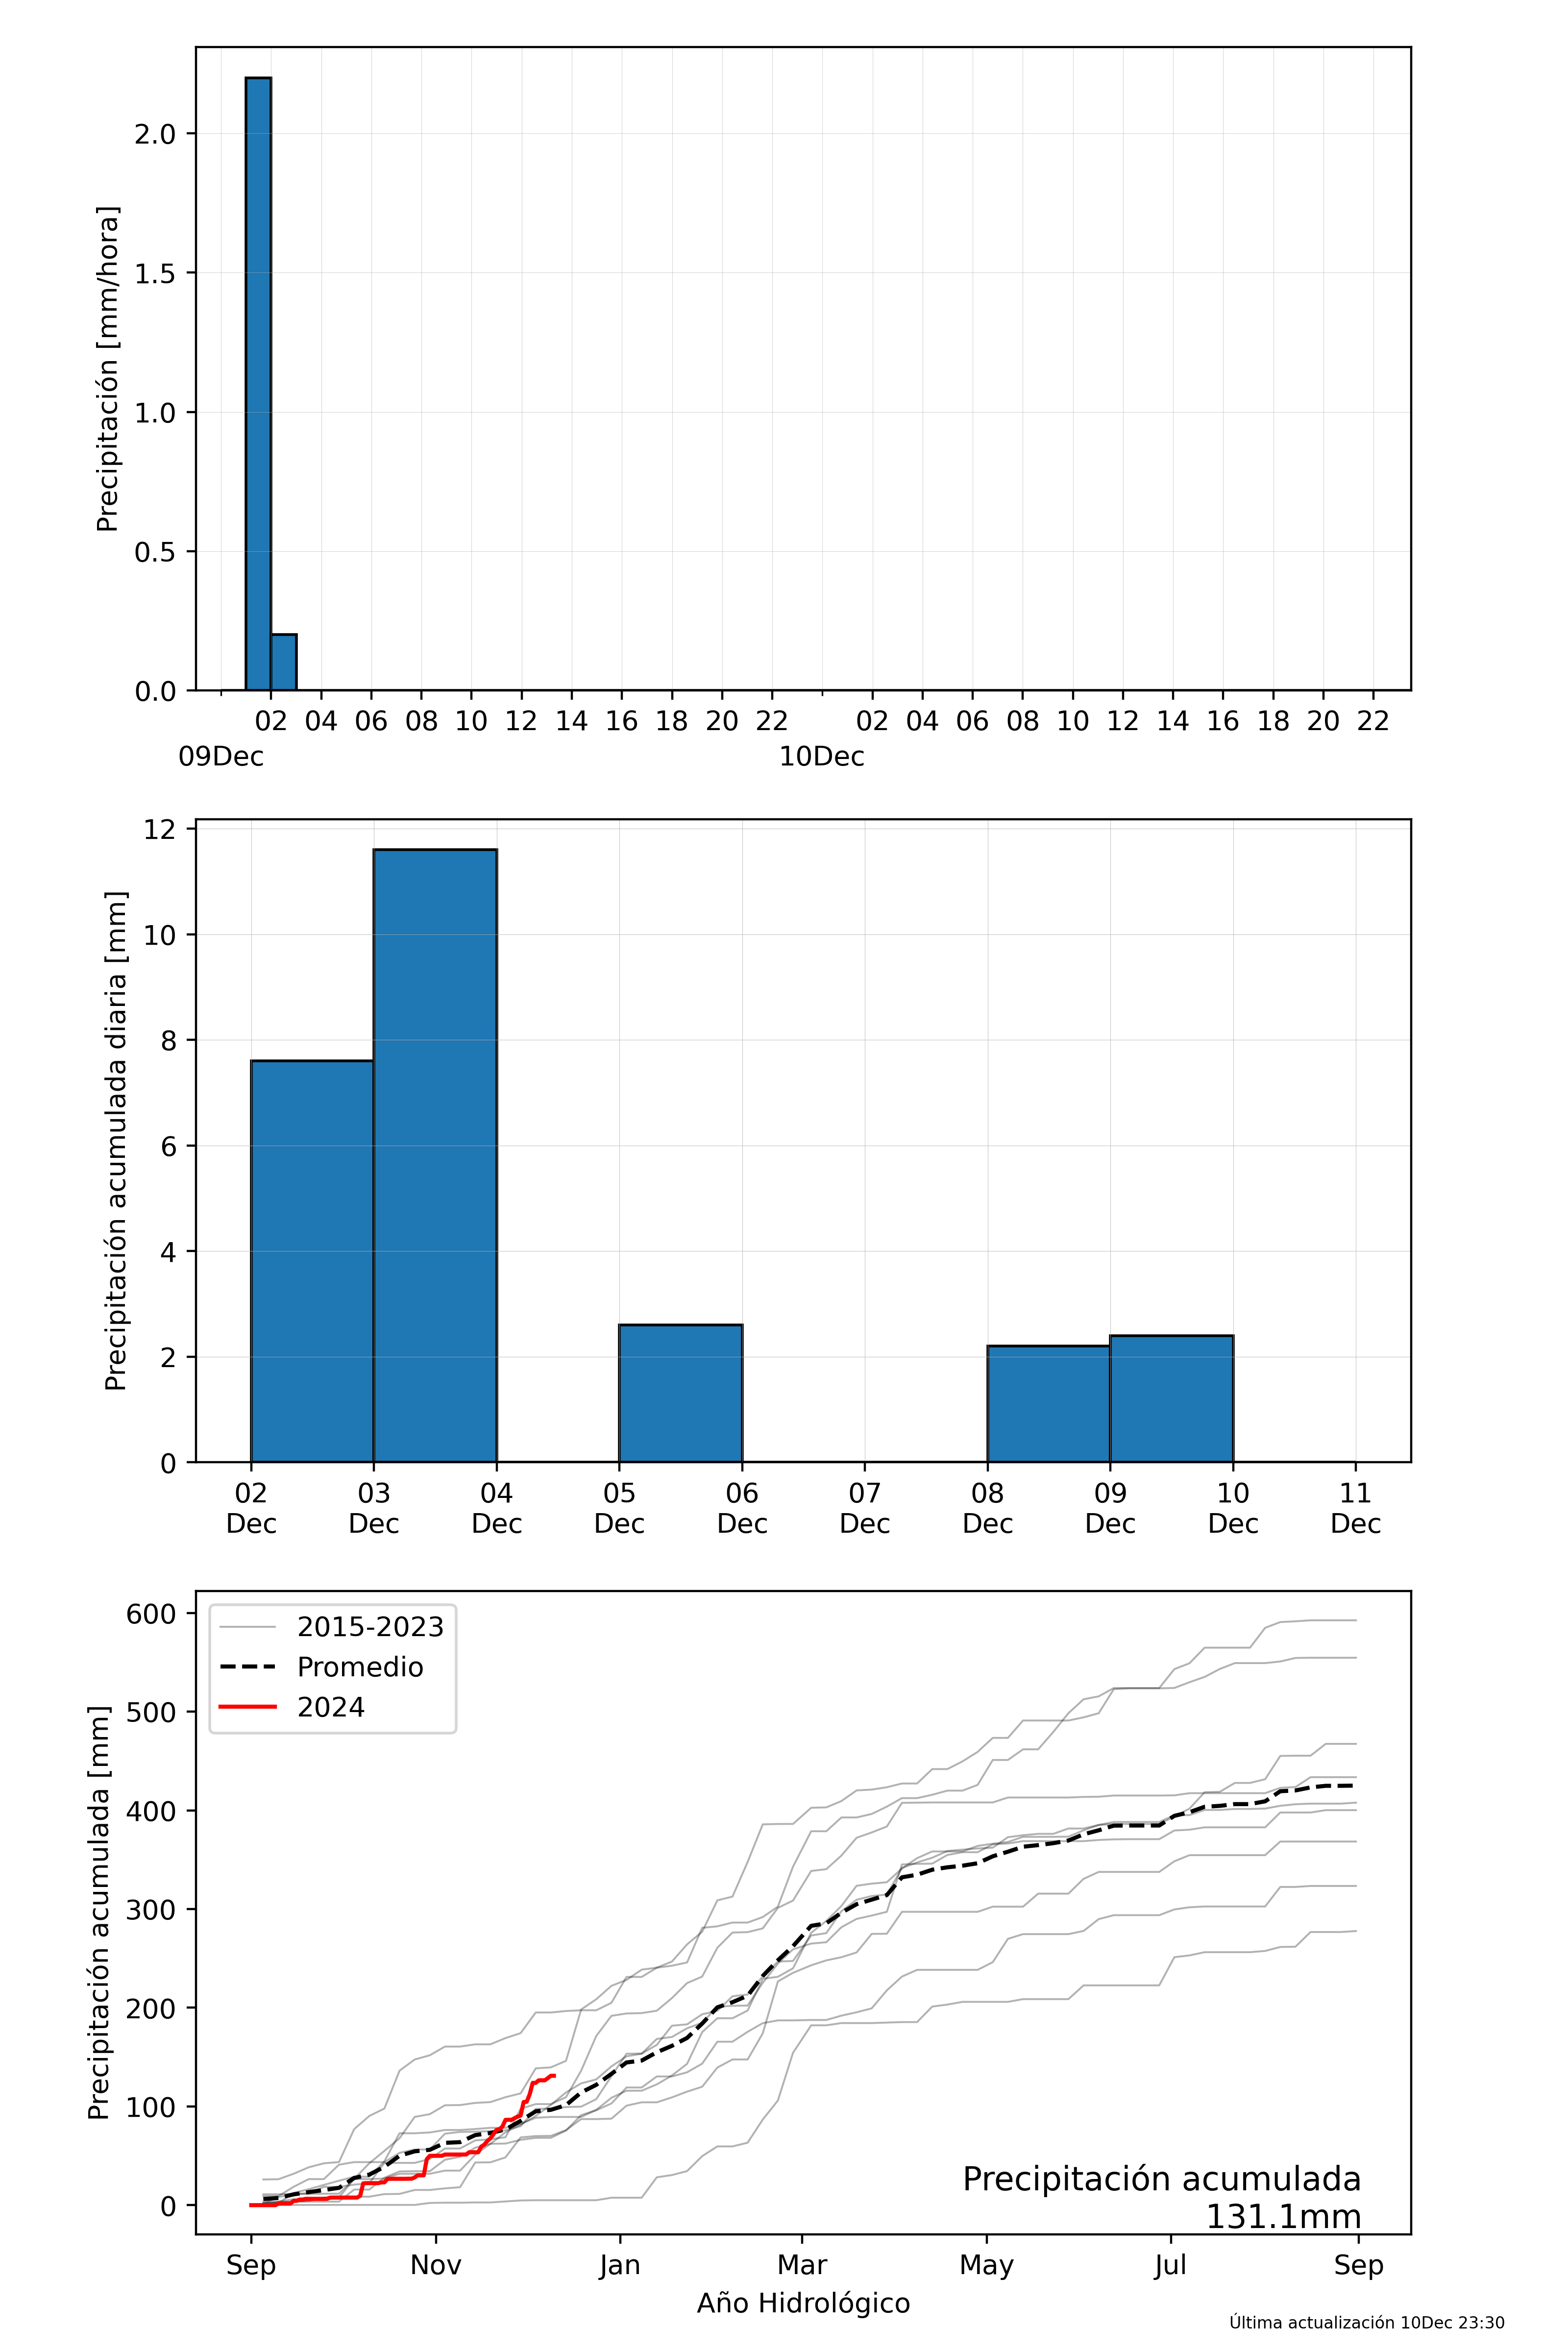 Precipitación [mm/hora]
2.0
1.5
1.0
0.5
0.0
02 04 06 08 10 12 14 16 18 20 22 02 04 06 08 10 12 14 16 18 20 22
09Dec 10Dec
Precipitación acumulada diaria [mm]
12
10
8
6
4
2
0
02 03 04 05 06 07 08 09 10 11
Dec Dec Dec Dec Dec Dec Dec Dec Dec Dec
Precipitación acumulada [mm]
600
500
400
300
200
100
0
2015-2023
Promedio
2024
Precipitación acumulada
131.1mm
Sep Nov Jan Mar May Jul Sep
Año Hidrológico
Última actualización 10Dec 23:30